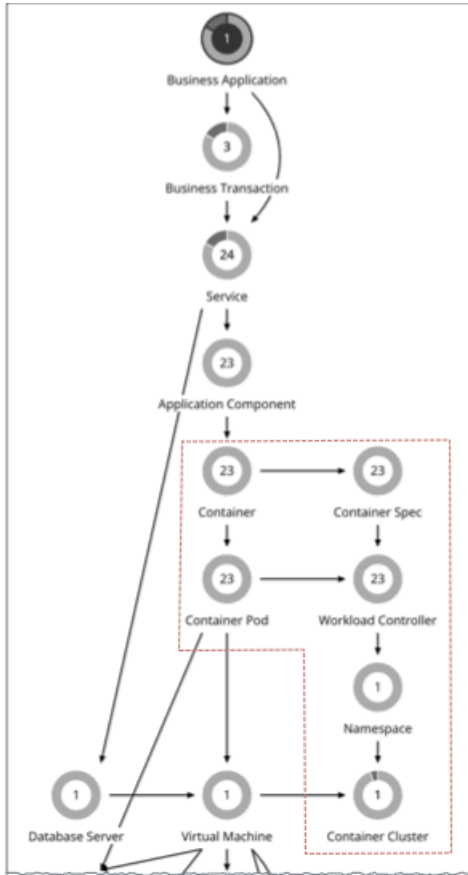 1
Business Application
3
Business Transaction
24
Service
23
Application Component
23
23
Container
Container Spec
23
23
Container Pod
Workload Controller
1
Namespace
1
1
1
Database Server
Virtual Machine
Container Cluster